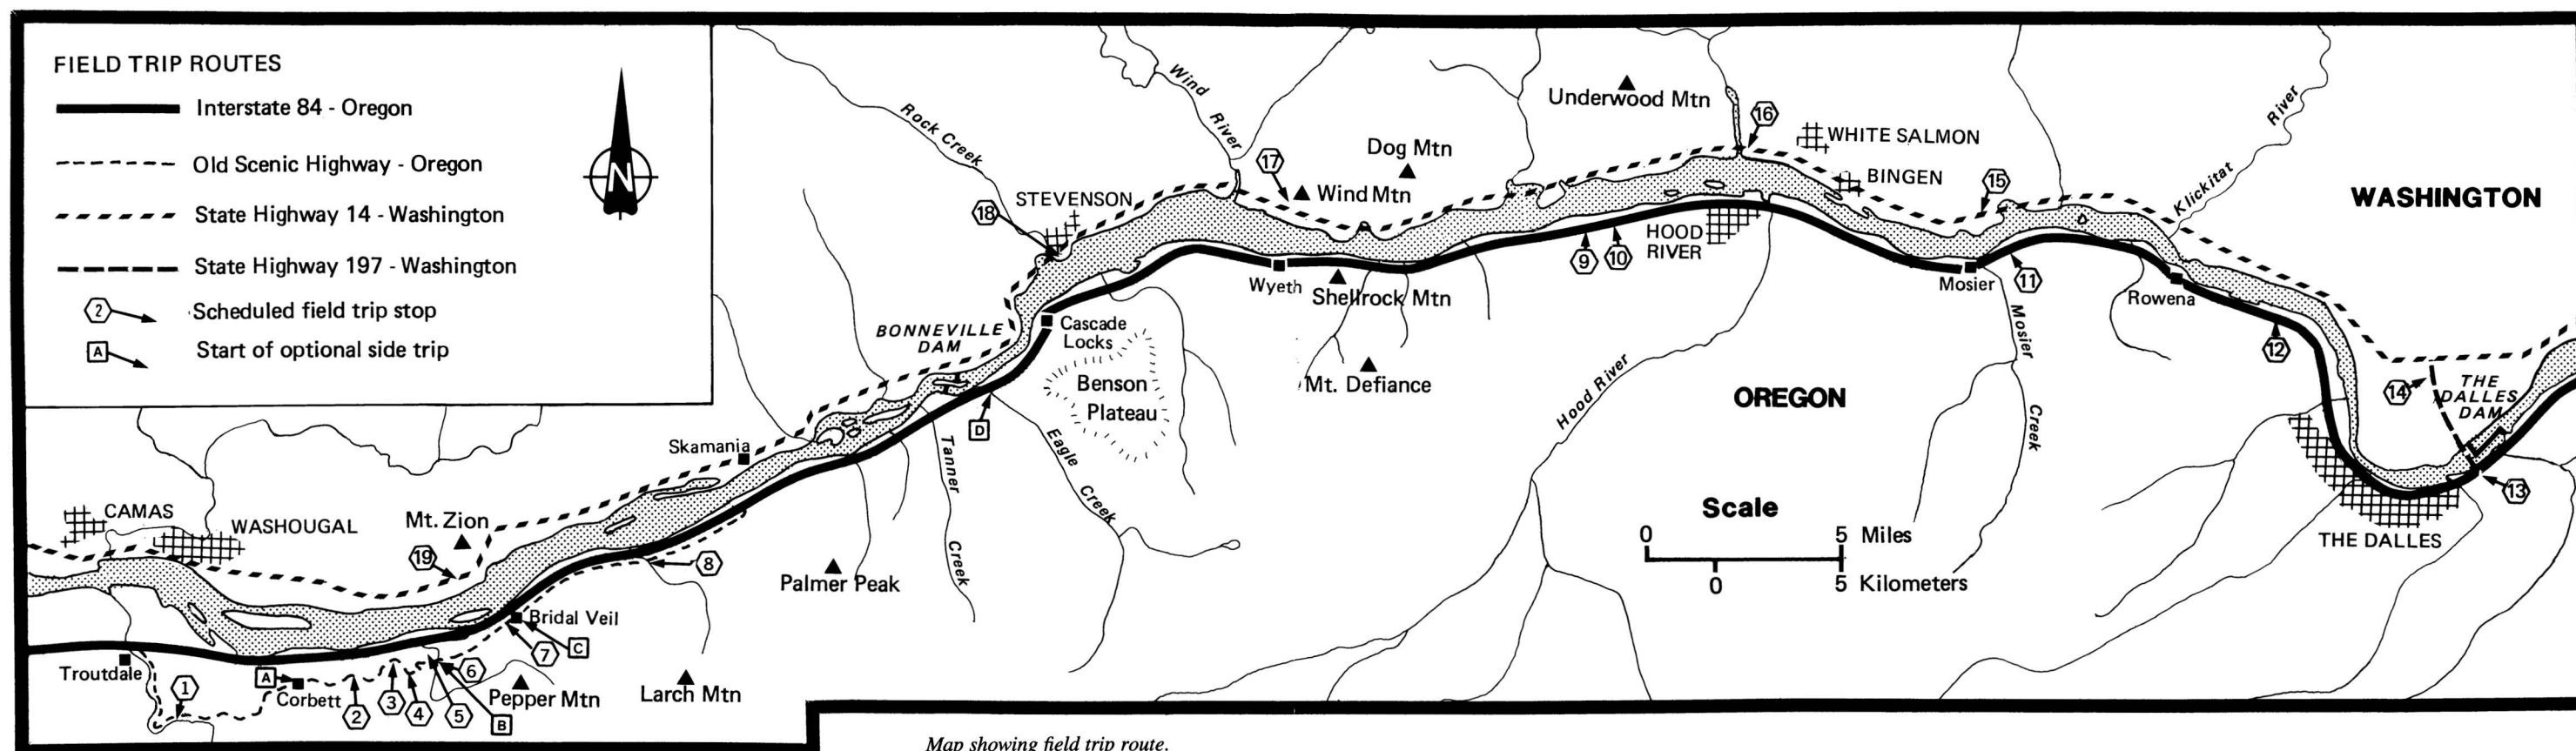 FIELD TRIP ROUTES
Interstate 84 - Oregon
Old Scenic Highway - Oregon
State Highway 14 - Washington
State Highway 197 - Washington
2
Scheduled field trip stop
A
Start of optional side trip
N
Rock Creek
Wind
River
Underwood Mtn
16
WHITE SALMON
BINGEN
15
Klickitat
River
WASHINGTON
Dog Mtn
17
Wind Mtn
STEVENSON
18
HOOD
RIVER
9
10
Wyeth
Shellrock Mtn
Mosier
11
Rowena
12
BONNEVILLE
DAM
Cascade
Locks
Benson
Plateau
Mt. Defiance
Hood River
OREGON
Mosier
Creek
14
THE
DALLES
DAM
13
THE DALLES
D
Tanner
Creek
Eagle
Creek
Skamania
Scale
0 5 Miles
0 5 Kilometers
CAMAS
WASHOUGAL
Mt. Zion
19
8
Palmer Peak
Bridal Veil
C
7
Troutdale
A
Corbett
1
2
3
4
5
6
B
Pepper Mtn
Larch Mtn
Map showing field trip route.